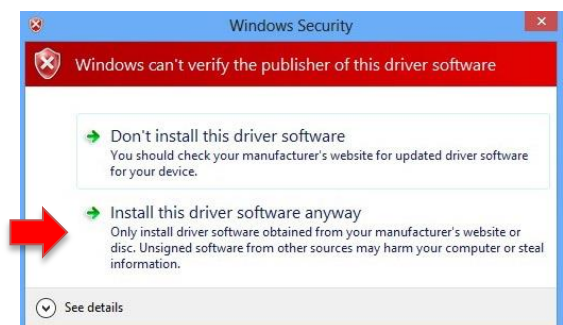 Windows Security
Windows can't verify the publisher of this driver software
Don't install this driver software
You should check your manufacturer's website for updated driver software
for your device.
Install this driver software anyway
Only install driver software obtained from your manufacturer's website or
disc. Unsigned software from other sources may harm your computer or steal
information.
See details